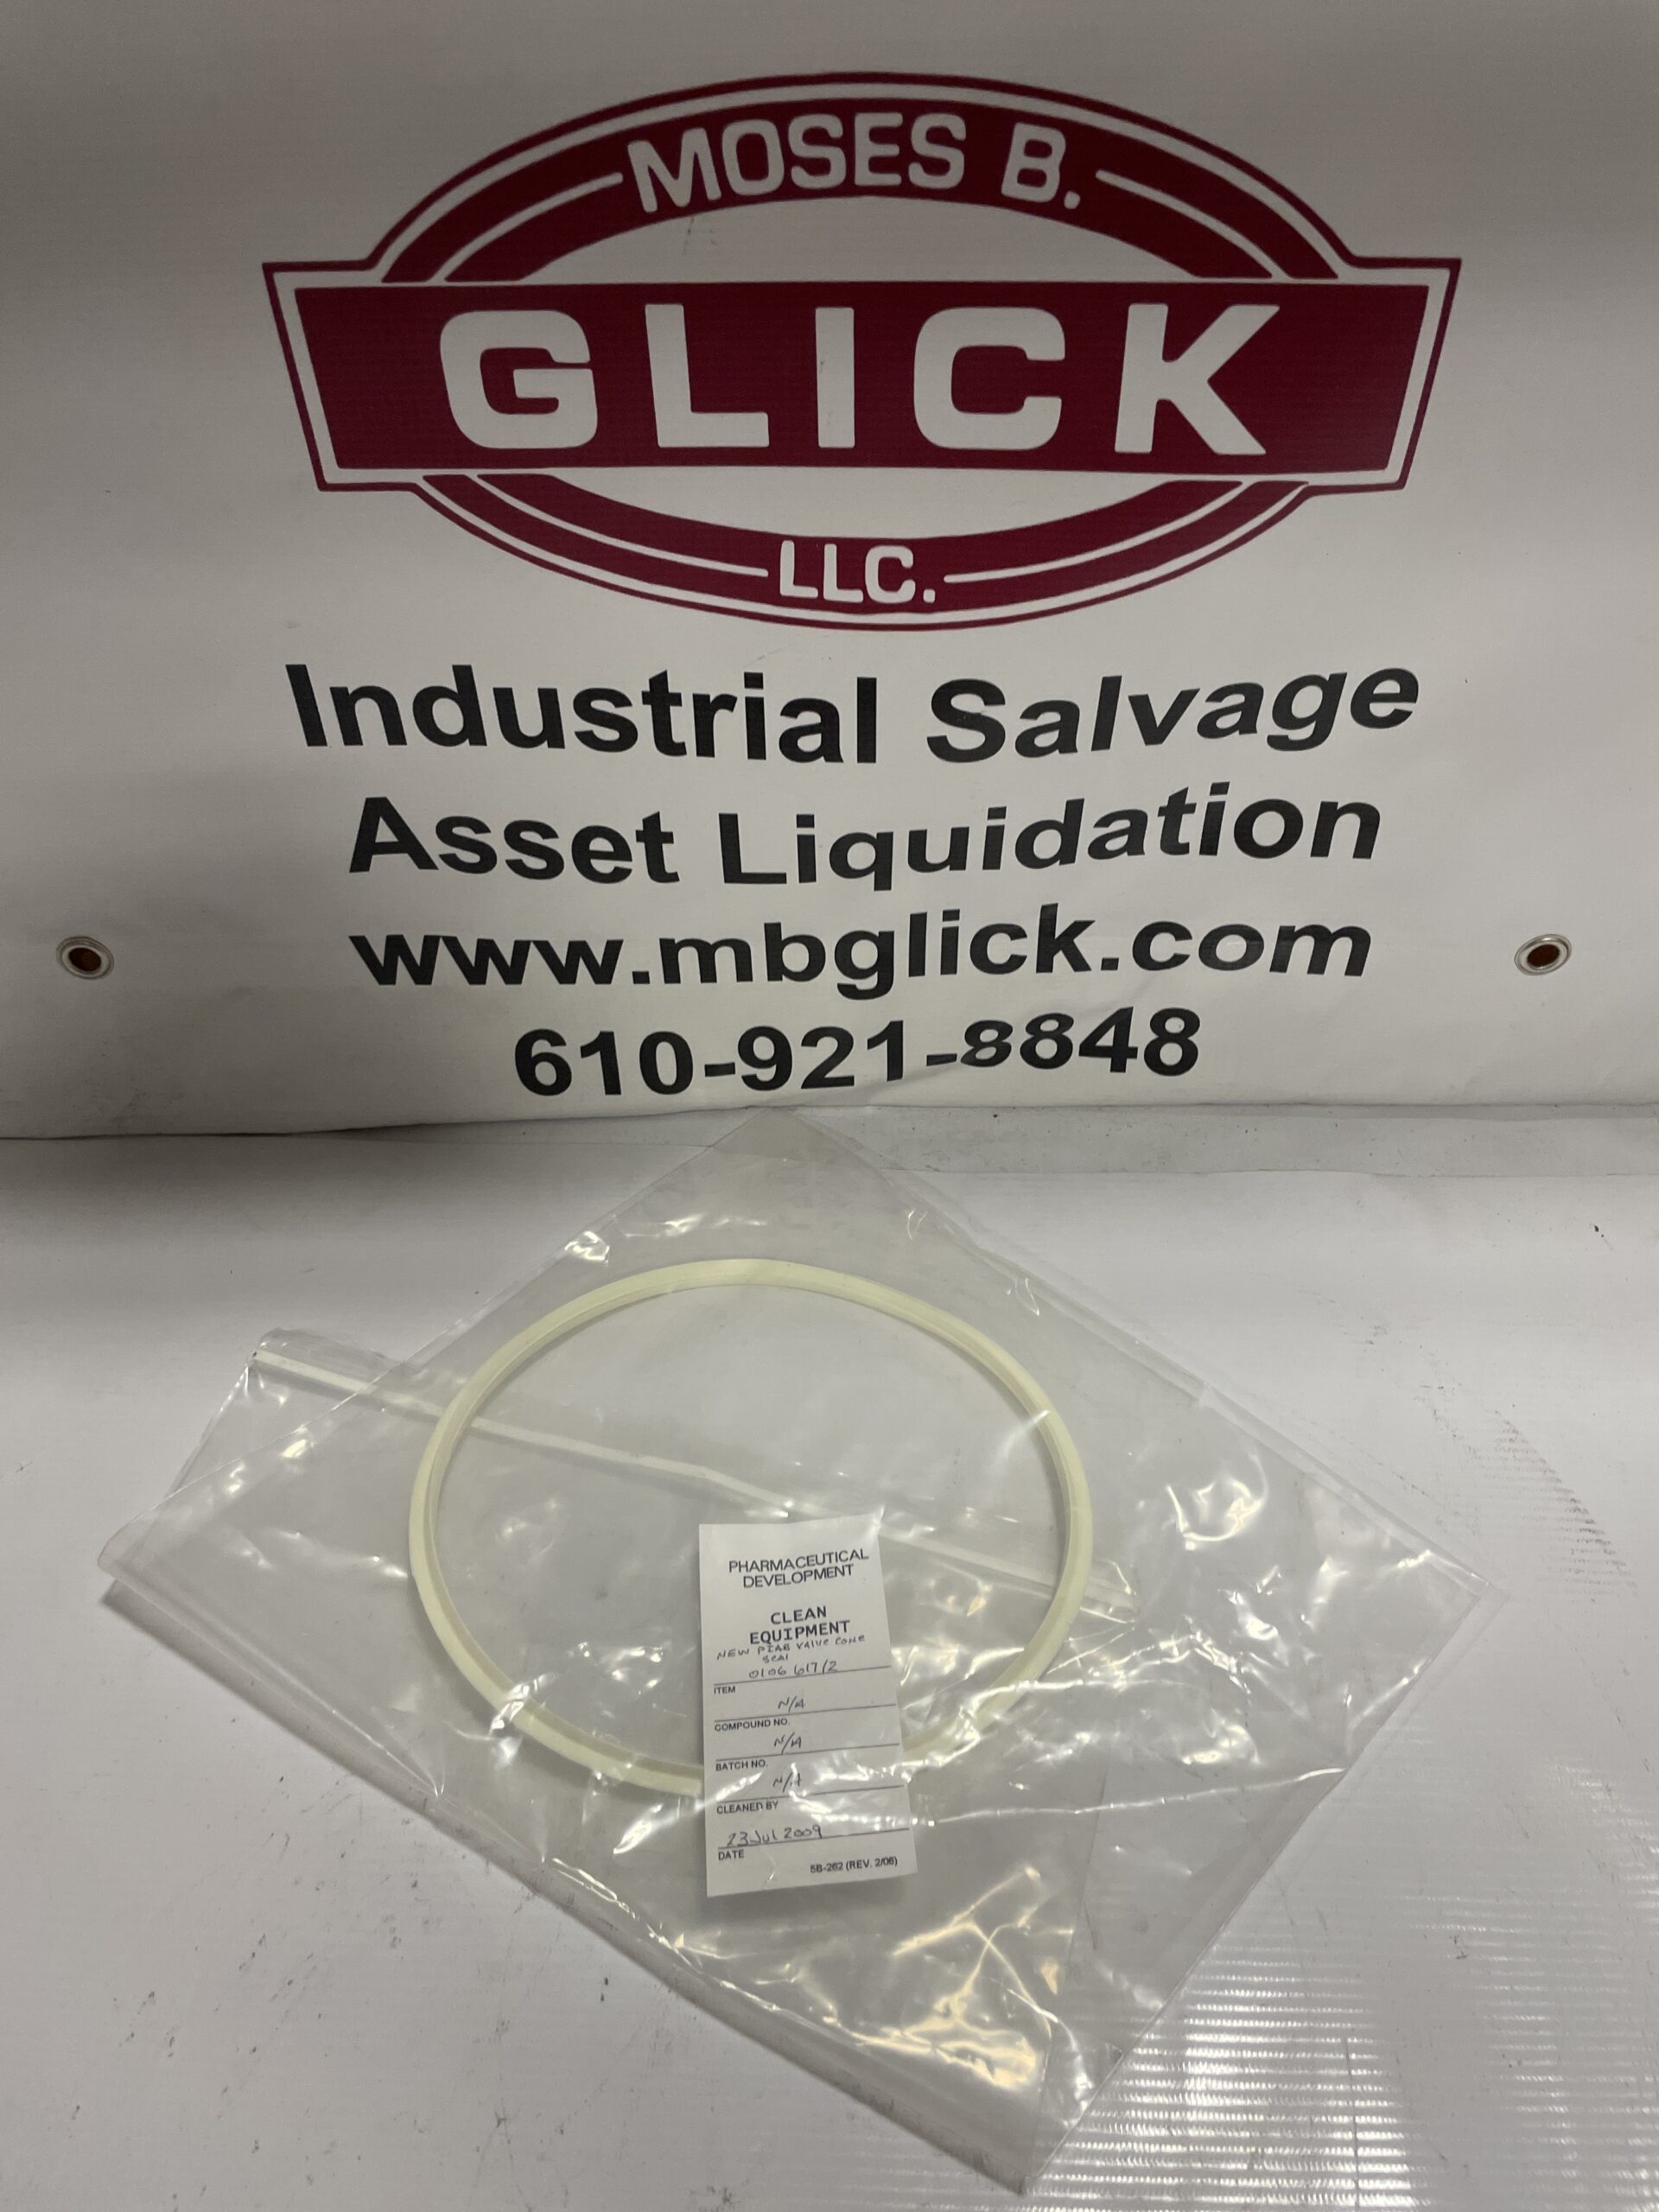 MOSES B.
GLICK
LLC.
Industrial Salvage
Asset Liquidation
www.mbglick.com
610-921-8848
PHARMACEUTICAL
DEVELOPMENT
CLEAN
EQUIPMENT
NEW PIAB VALVE CONE
Seal
0106617/2
ITEM
N/A
COMPOUND NO.
N/A
BATCH NO.
N/A
CLEANED BY
23 Jul 2009
DATE
5B-262 (REV. 2/06)